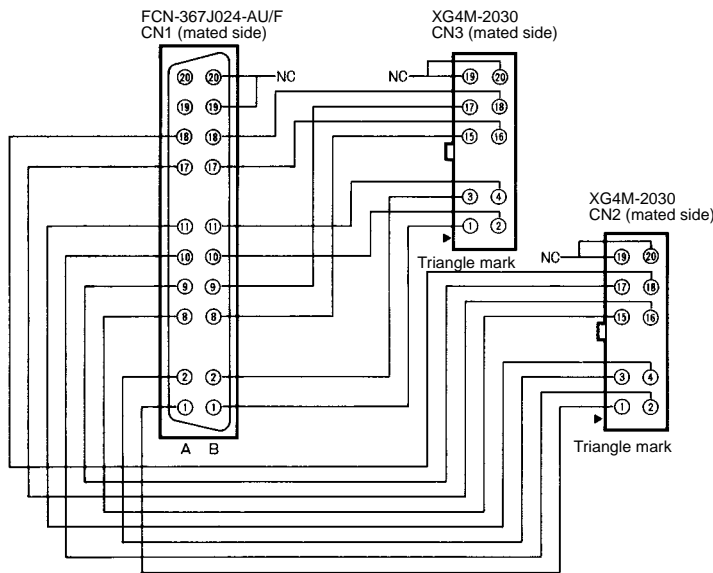 FCN-367J024-AU/F
CN1 (mated side)
XG4M-2030
CN3 (mated side)
20 20 NC
19 19
18 18
17 17
11 11
10 10
9 9
8 8
2 2
1 1
A B
NC 19 20
17 18
15 16
3 4
1 2
Triangle mark
XG4M-2030
CN2 (mated side)
NC 19 20
17 18
15 16
3 4
1 2
Triangle mark